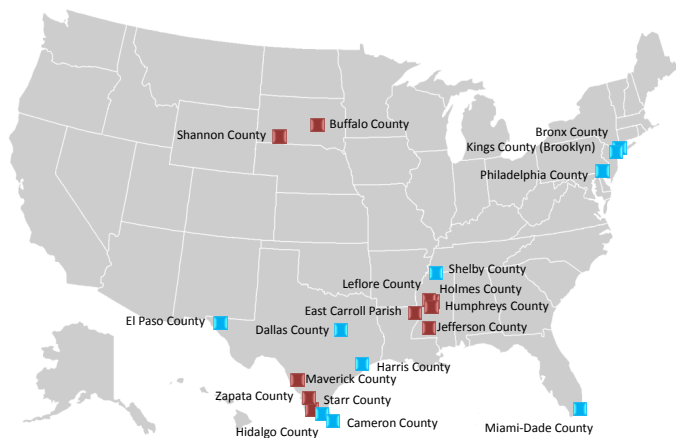 Buffalo County
Shannon County
Bronx County
Kings County (Brooklyn)
Philadelphia County
Shelby County
Leflore County
Holmes County
Humphreys County
East Carroll Parish
El Paso County
Dallas County
Jefferson County
Harris County
Maverick County
Zapata County
Starr County
Cameron County
Miami-Dade County
Hidalgo County